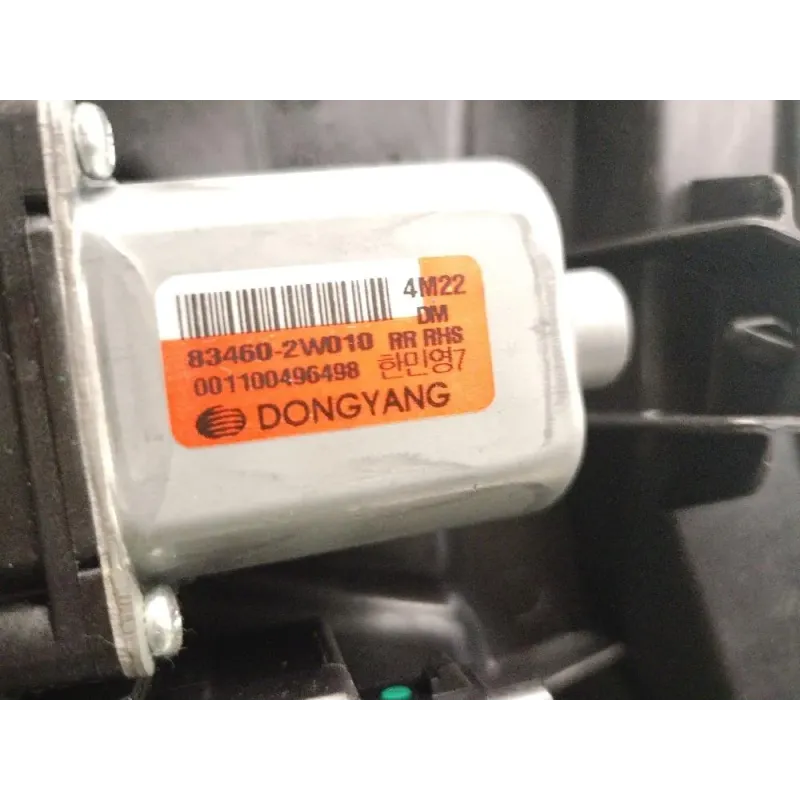 4M22
DM
83460-2W010 RR RHS
001100496498 한민영7
DONGYANG